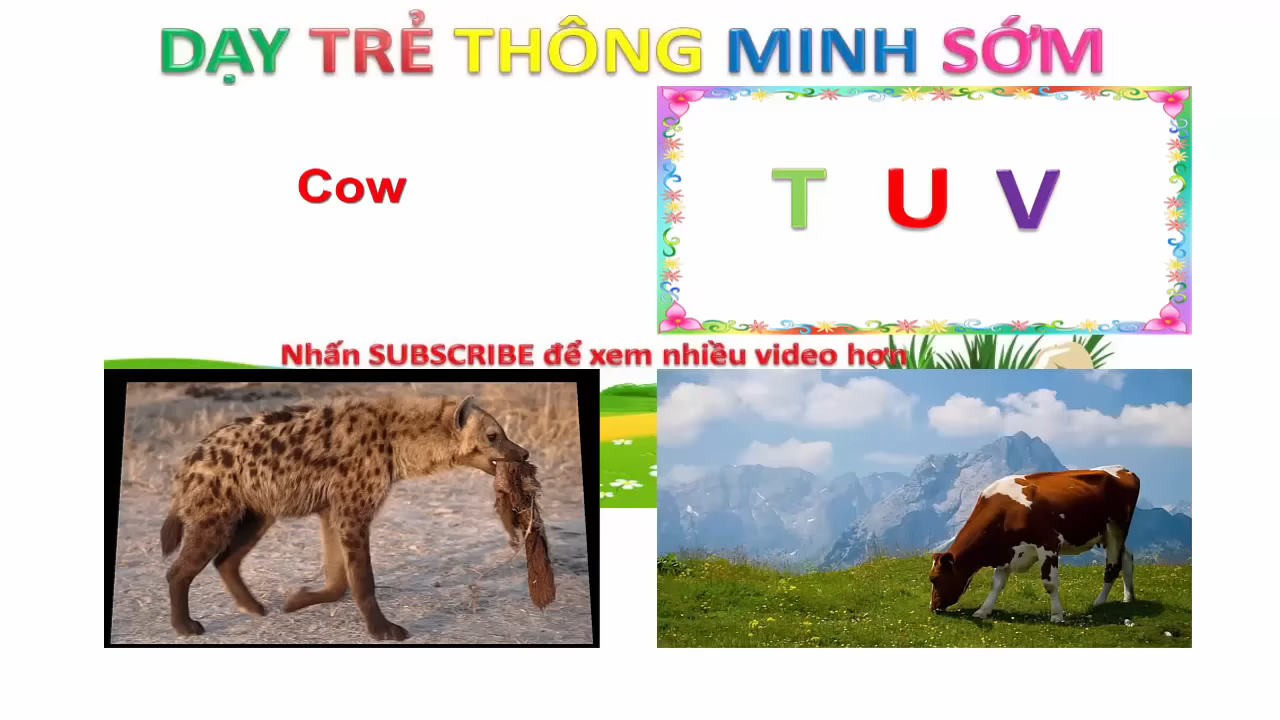 DẠY TRẺ THÔNG MINH SỚM
Cow
T U V
Nhấn SUBSCRIBE để xem nhiều video hơn